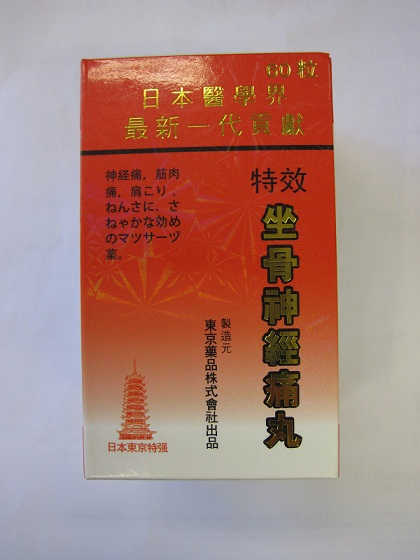 60粒
日本醫學界
最新一代貢獻
特效
坐骨神經痛丸
神経痛，筋肉
痛，肩こり，
ねんさに、さ
ねゃかな効め
のマツサーヅ
薬。
製造元
東京藥品株式會社出品
日本東京特强